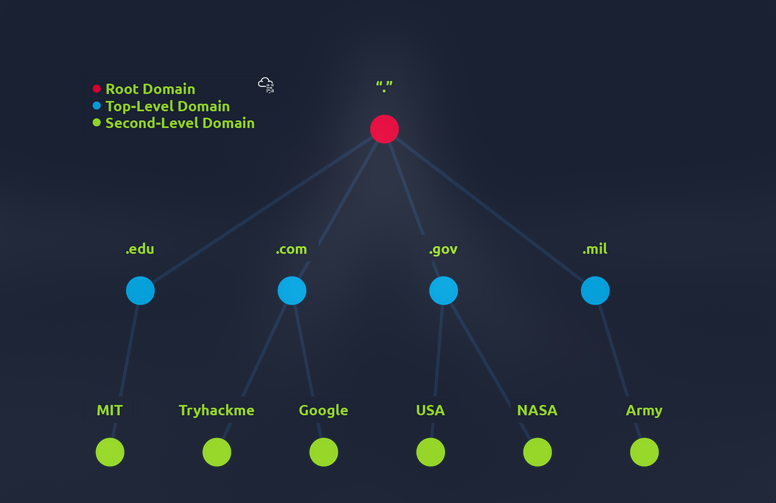 “.”
Root Domain
Top-Level Domain
Second-Level Domain
.edu .com .gov .mil
MIT Tryhackme Google USA NASA Army